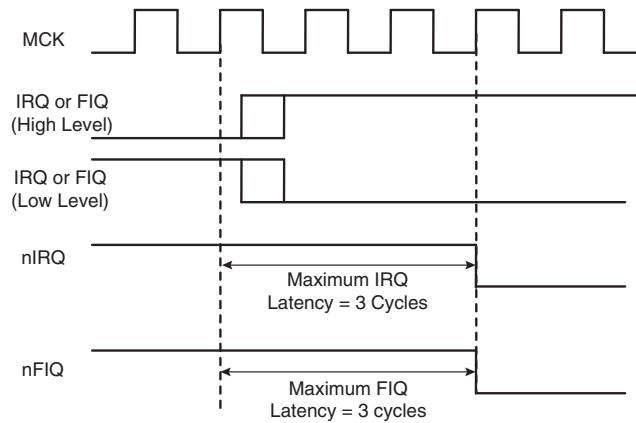 MCK
IRQ or FIQ
(High Level)
IRQ or FIQ
(Low Level)
nIRQ
Maximum IRQ
Latency = 3 Cycles
nFIQ
Maximum FIQ
Latency = 3 cycles